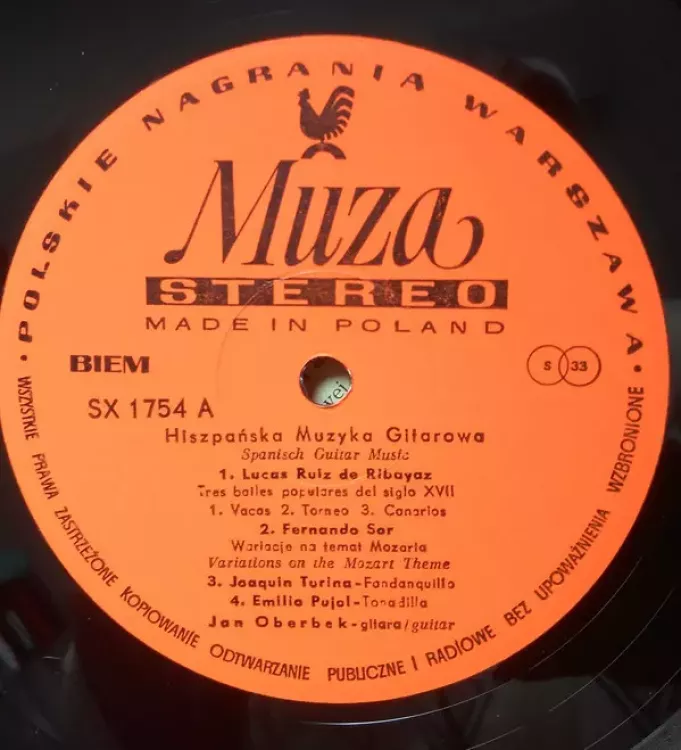 · POLSKIE NAGRANIA WARSZAWA ·
Muza
STEREO
MADE IN POLAND
BIEM
S 33
SX 1754 A
Hiszpańska Muzyka Gitarowa
Spanisch Guitar Music
1. Lucas Ruiz de Ribayaz
Tres bailes populares del siglo XVII
1. Vacas 2. Torneo 3. Canarios
2. Fernando Sor
Wariacje na temat Mozarta
Variations on the Mozart Theme
3. Joaquin Turina-Fandanquillo
4. Emilio Pujol-Tonadilla
Jan Oberbek-gitara/guitar
WSZYSTKIE PRAWA ZASTRZEŻONE KOPIOWANIE ODTWARZANIE PUBLICZNE I RADIOWE BEZ UPOWAŻNIENIA WZBRONIONE